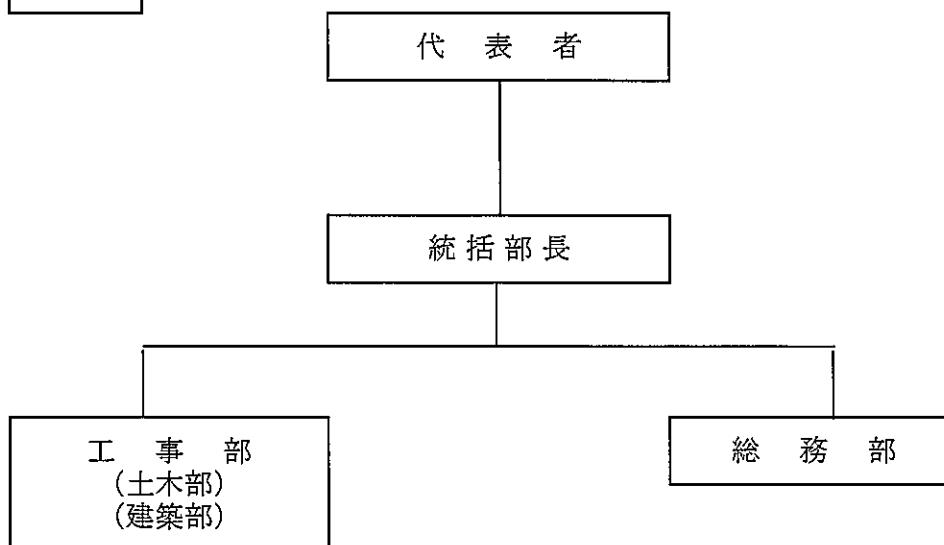 代 表 者
統括部長
工 事 部
(土木部)
(建築部)
総 務 部